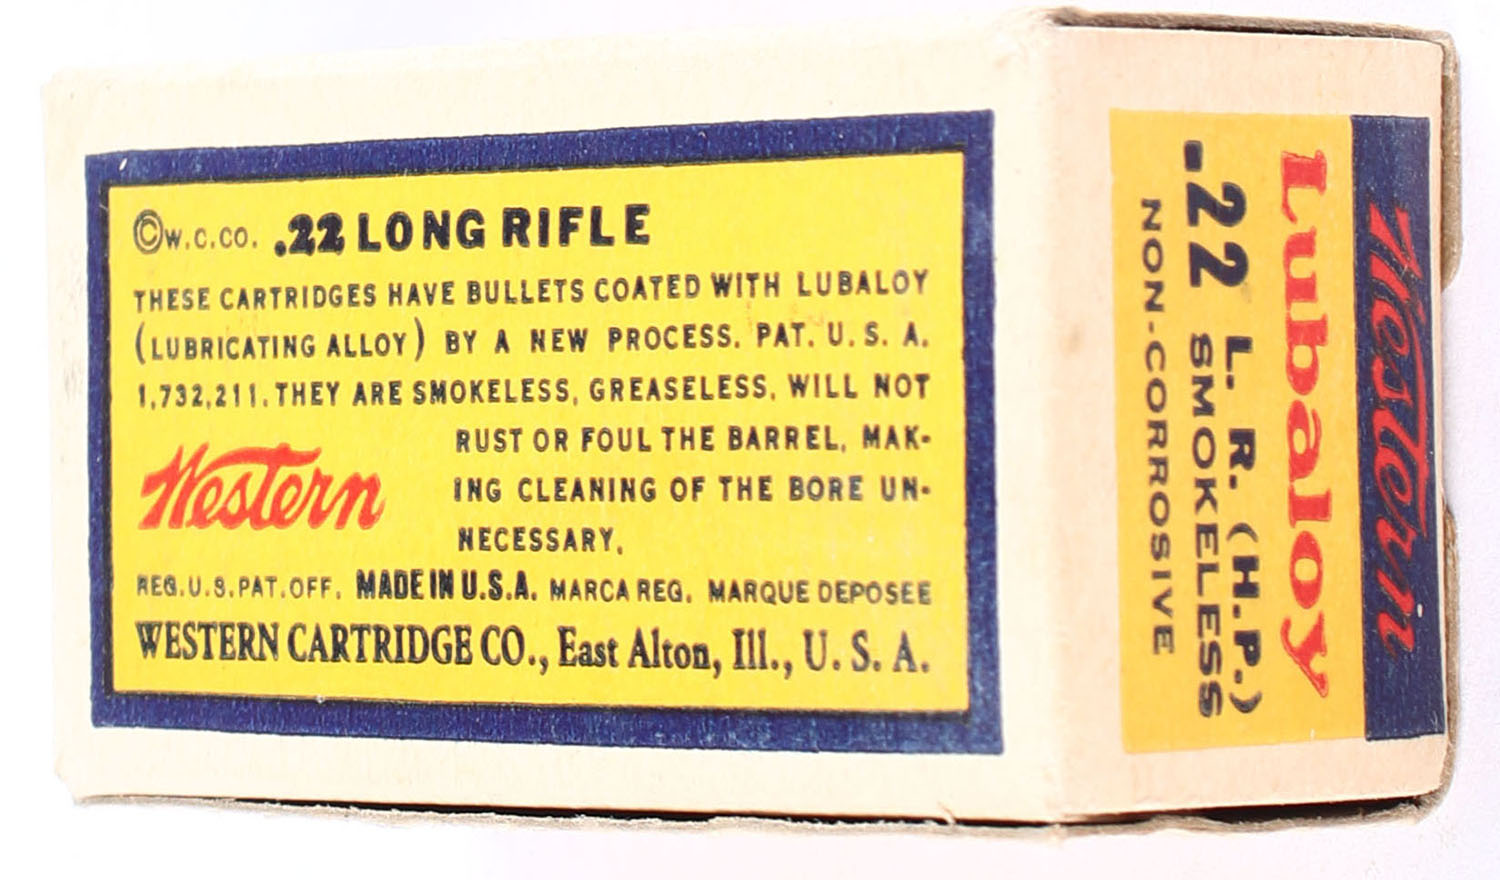 ©W.C.CO. .22 LONG RIFLE
THESE CARTRIDGES HAVE BULLETS COATED WITH LUBALOY
(LUBRICATING ALLOY) BY A NEW PROCESS. PAT. U. S. A.
1,732,211. THEY ARE SMOKELESS, GREASELESS, WILL NOT
RUST OR FOUL THE BARREL, MAK-
ING CLEANING OF THE BORE UN-
NECESSARY.
Western
REG.U.S.PAT.OFF. MADE IN U.S.A. MARCA REG. MARQUE DEPOSEE
WESTERN CARTRIDGE CO., East Alton, Ill., U. S. A.
Western
Lubaloy
.22 L. R. (H.P.)
SMOKELESS
NON-CORROSIVE